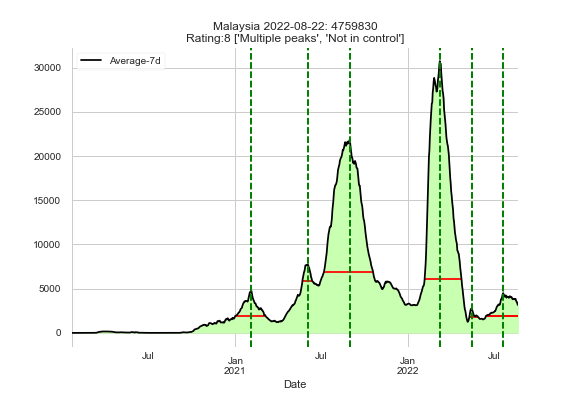 Malaysia 2022-08-22: 4759830
Rating:8 ['Multiple peaks', 'Not in control']
Average-7d
30000
25000
20000
15000
10000
5000
0
Jul
Jan
2021
Jul
Jan
2022
Jul
Date